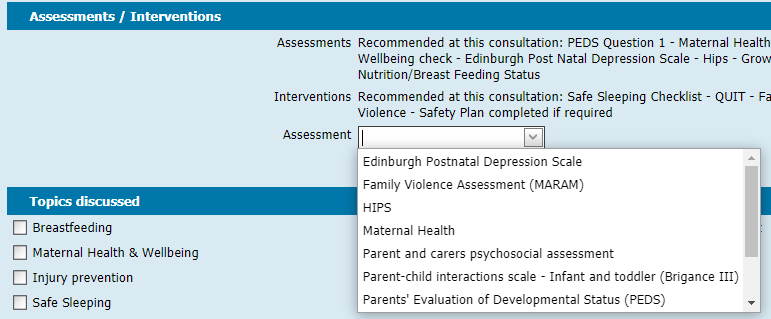 Assessments / Interventions
Assessments Recommended at this consultation: PEDS Question 1 - Maternal Health
Wellbeing check - Edinburgh Post Natal Depression Scale - Hips - Grow
Nutrition/Breast Feeding Status
Interventions Recommended at this consultation: Safe Sleeping Checklist - QUIT - Fa
Violence - Safety Plan completed if required
Assessment
Edinburgh Postnatal Depression Scale
Family Violence Assessment (MARAM)
HIPS
Maternal Health
Parent and carers psychosocial assessment
Parent-child interactions scale - Infant and toddler (Brigance III)
Parents' Evaluation of Developmental Status (PEDS)
Topics discussed
Breastfeeding
Maternal Health & Wellbeing
Injury prevention
Safe Sleeping